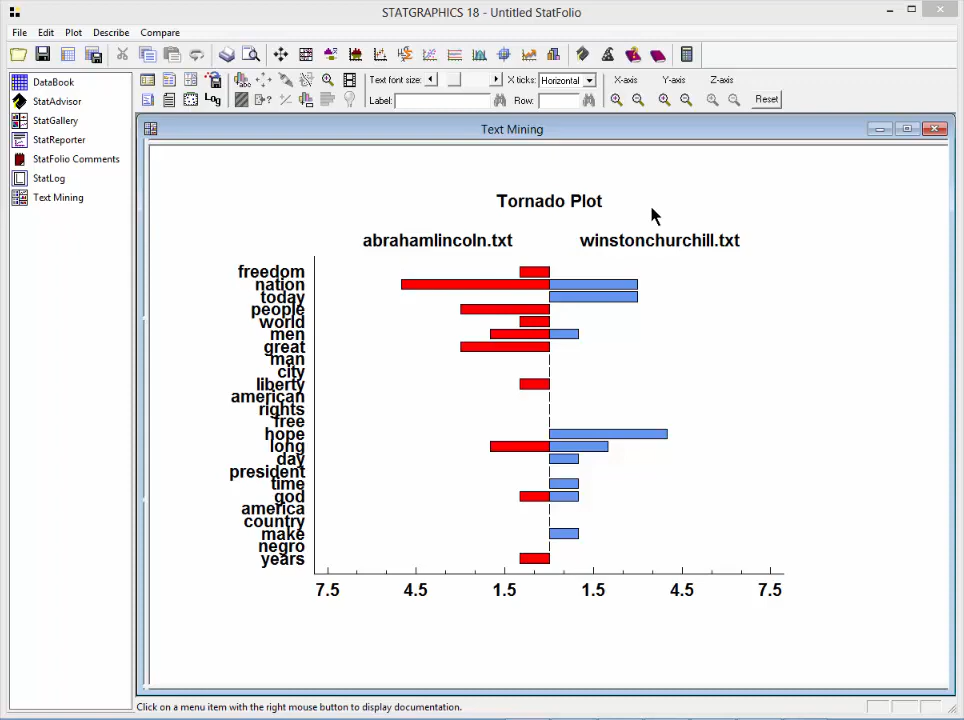 STATGRAPHICS 18 - Untitled StatFolio
File Edit Plot Describe Compare
Text font size: X ticks: Horizontal X-axis Y-axis Z-axis
Log Label: Row: Reset
DataBook
StatAdvisor
StatGallery
StatReporter
StatFolio Comments
StatLog
Text Mining
Text Mining
Tornado Plot
abrahamlincoln.txt winstonchurchill.txt
freedom
nation
today
people
world
men
great
man
city
liberty
american
rights
free
hope
long
day
president
time
god
america
country
make
negro
years
7.5 4.5 1.5 1.5 4.5 7.5
Click on a menu item with the right mouse button to display documentation.